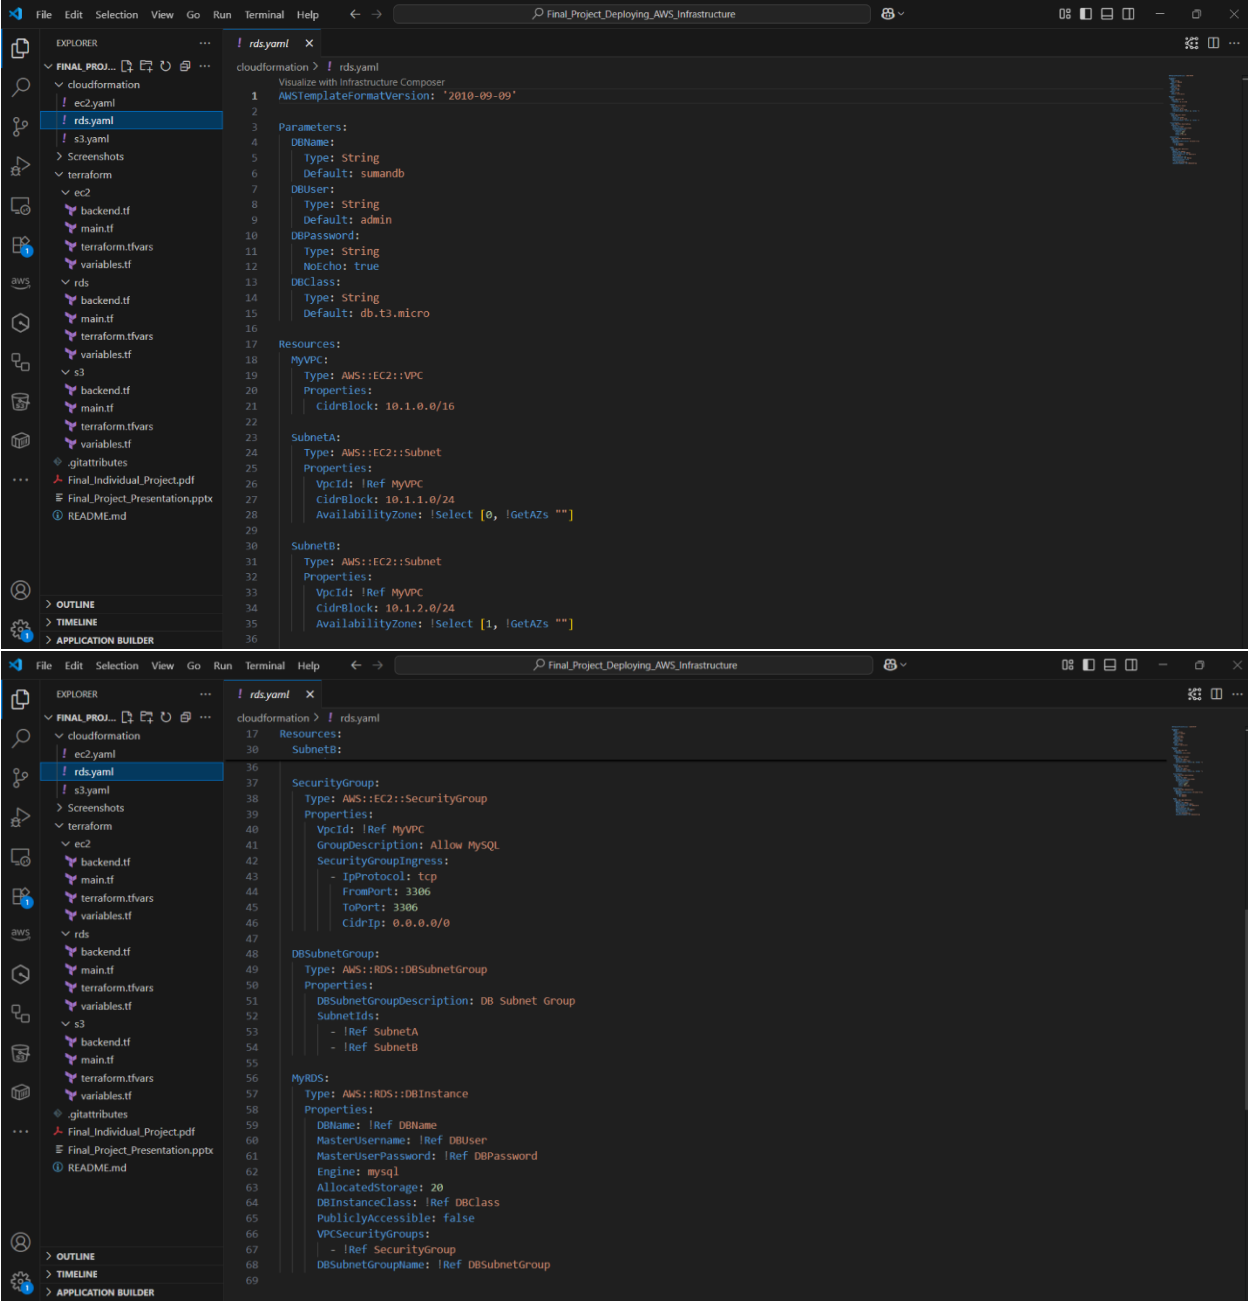 File Edit Selection View Go Run Terminal Help
Final_Project_Deploying_AWS_Infrastructure
EXPLORER
FINAL_PROJ...
cloudformation
! ec2.yaml
! rds.yaml
! s3.yaml
Screenshots
terraform
ec2
backend.tf
main.tf
terraform.tfvars
variables.tf
rds
backend.tf
main.tf
terraform.tfvars
variables.tf
s3
backend.tf
main.tf
terraform.tfvars
variables.tf
.gitattributes
Final_Individual_Project.pdf
Final_Project_Presentation.pptx
README.md
OUTLINE
TIMELINE
APPLICATION BUILDER
aws
1
1
! rds.yaml
cloudformation > ! rds.yaml
Visualize with Infrastructure Composer
1 AWSTemplateFormatVersion: '2010-09-09'
2
3 Parameters:
4 DBName:
5 Type: String
6 Default: sumandb
7 DBUser:
8 Type: String
9 Default: admin
10 DBPassword:
11 Type: String
12 NoEcho: true
13 DBClass:
14 Type: String
15 Default: db.t3.micro
16
17 Resources:
18 MyVPC:
19 Type: AWS::EC2::VPC
20 Properties:
21 CidrBlock: 10.1.0.0/16
22
23 SubnetA:
24 Type: AWS::EC2::Subnet
25 Properties:
26 VpcId: !Ref MyVPC
27 CidrBlock: 10.1.1.0/24
28 AvailabilityZone: !Select [0, !GetAZs ""]
29
30 SubnetB:
31 Type: AWS::EC2::Subnet
32 Properties:
33 VpcId: !Ref MyVPC
34 CidrBlock: 10.1.2.0/24
35 AvailabilityZone: !Select [1, !GetAZs ""]
36
File Edit Selection View Go Run Terminal Help
Final_Project_Deploying_AWS_Infrastructure
EXPLORER
FINAL_PROJ...
cloudformation
! ec2.yaml
! rds.yaml
! s3.yaml
Screenshots
terraform
ec2
backend.tf
main.tf
terraform.tfvars
variables.tf
rds
backend.tf
main.tf
terraform.tfvars
variables.tf
s3
backend.tf
main.tf
terraform.tfvars
variables.tf
.gitattributes
Final_Individual_Project.pdf
Final_Project_Presentation.pptx
README.md
OUTLINE
TIMELINE
APPLICATION BUILDER
aws
1
1
! rds.yaml
cloudformation > ! rds.yaml
17 Resources:
30 SubnetB:
36
37 SecurityGroup:
38 Type: AWS::EC2::SecurityGroup
39 Properties:
40 VpcId: !Ref MyVPC
41 GroupDescription: Allow MySQL
42 SecurityGroupIngress:
43 - IpProtocol: tcp
44 FromPort: 3306
45 ToPort: 3306
46 CidrIp: 0.0.0.0/0
47
48 DBSubnetGroup:
49 Type: AWS::RDS::DBSubnetGroup
50 Properties:
51 DBSubnetGroupDescription: DB Subnet Group
52 SubnetIds:
53 - !Ref SubnetA
54 - !Ref SubnetB
55
56 MyRDS:
57 Type: AWS::RDS::DBInstance
58 Properties:
59 DBName: !Ref DBName
60 MasterUsername: !Ref DBUser
61 MasterUserPassword: !Ref DBPassword
62 Engine: mysql
63 AllocatedStorage: 20
64 DBInstanceClass: !Ref DBClass
65 PubliclyAccessible: false
66 VPCSecurityGroups:
67 - !Ref SecurityGroup
68 DBSubnetGroupName: !Ref DBSubnetGroup
69